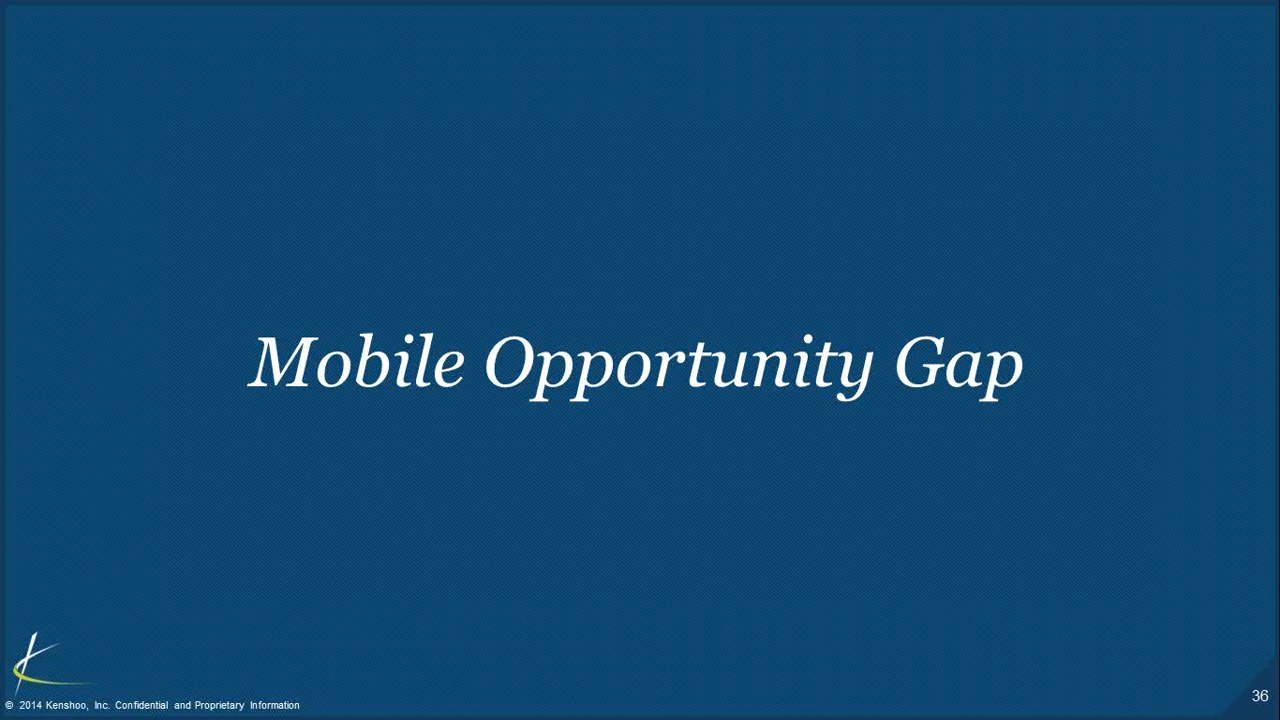 Mobile Opportunity Gap
© 2014 Kenshoo, Inc. Confidential and Proprietary Information
36